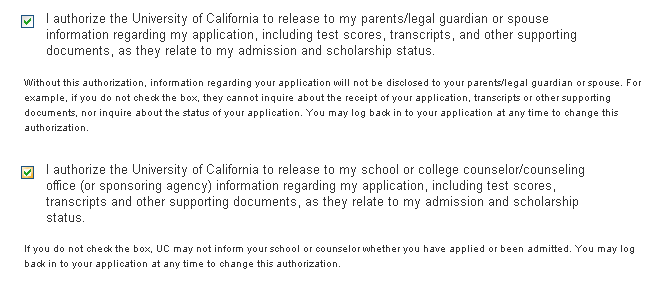 I authorize the University of California to release to my parents/legal guardian or spouse
information regarding my application, including test scores, transcripts, and other supporting
documents, as they relate to my admission and scholarship status.
Without this authorization, information regarding your application will not be disclosed to your parents/legal guardian or spouse. For
example, if you do not check the box, they cannot inquire about the receipt of your application, transcripts or other supporting
documents, nor inquire about the status of your application. You may log back in to your application at any time to change this
authorization.
I authorize the University of California to release to my school or college counselor/counseling
office (or sponsoring agency) information regarding my application, including test scores,
transcripts and other supporting documents, as they relate to my admission and scholarship
status.
If you do not check the box, UC may not inform your school or counselor whether you have applied or been admitted. You may log
back in to your application at any time to change this authorization.